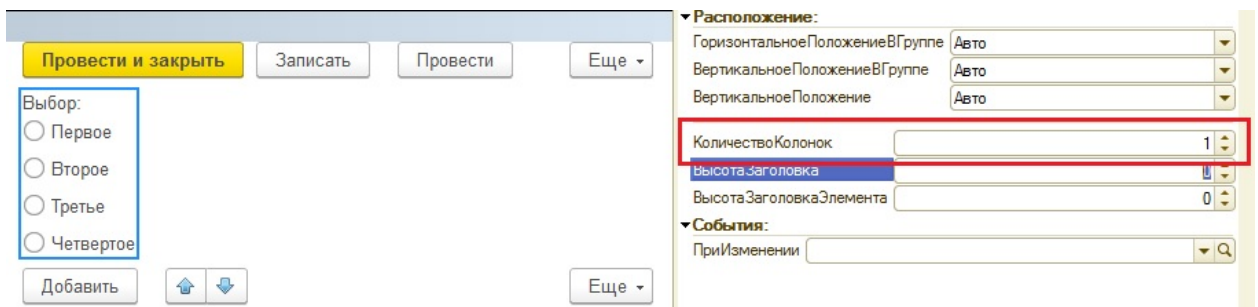 Провести и закрыть Записать Провести Еще
Выбор:
Первое
Второе
Третье
Четвертое
Добавить Еще
Расположение:
ГоризонтальноеПоложениеВГруппе Авто
ВертикальноеПоложениеВГруппе Авто
ВертикальноеПоложение Авто
КоличествоКолонок 1
ВысотаЗаголовка 0
ВысотаЗаголовкаЭлемента 0
События:
ПриИзменении